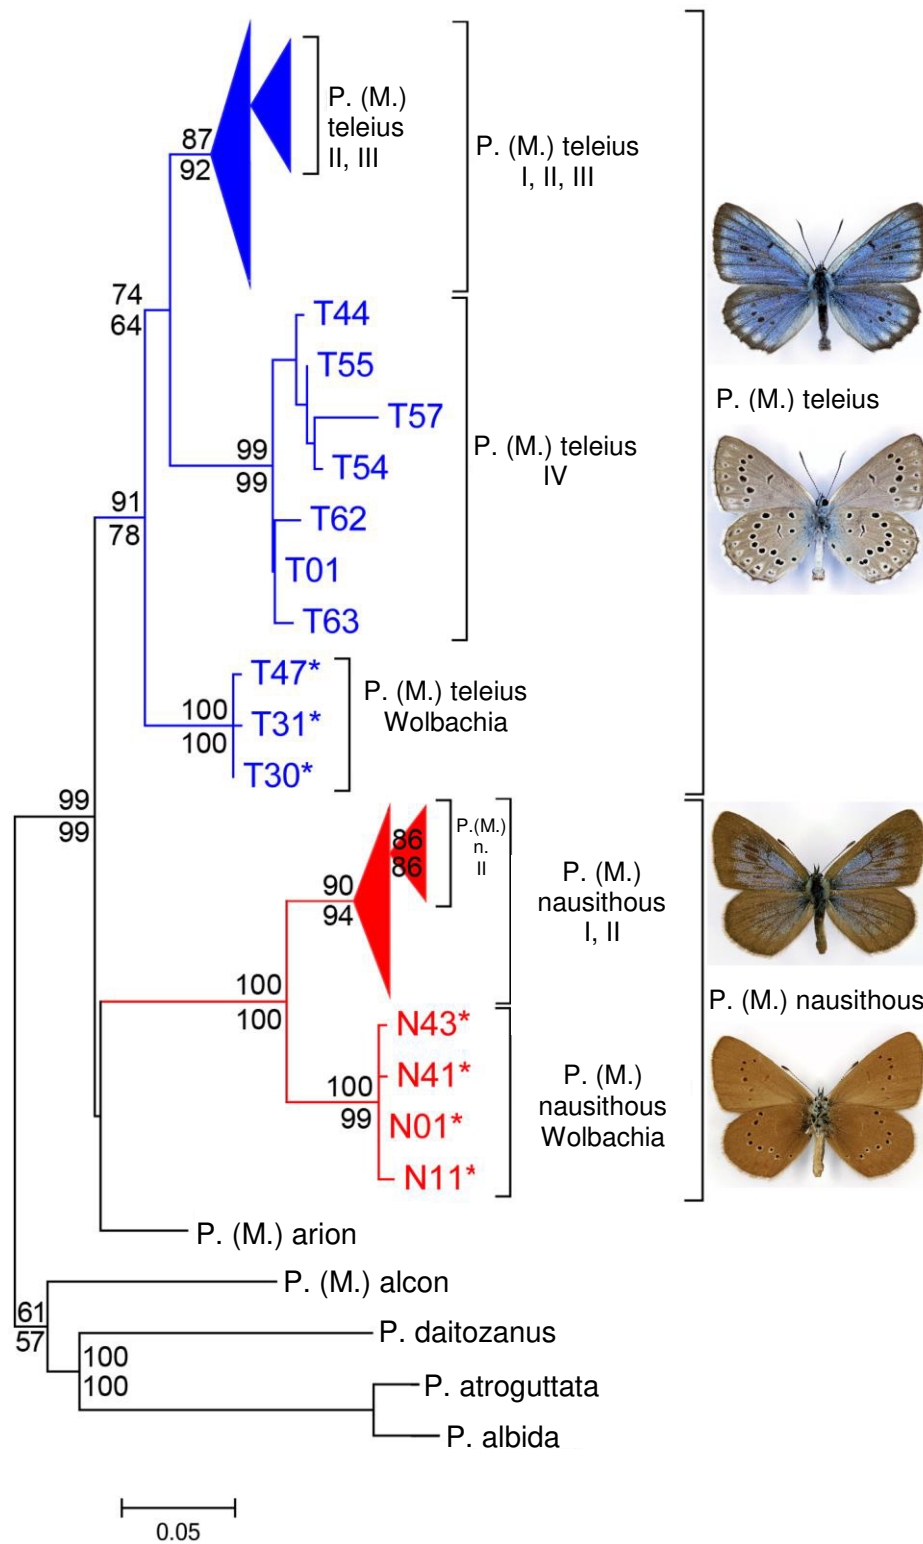 87
92
P. (M.)
teleius
II, III
P. (M.) teleius
I, II, III
74
64
T44
T55
T57
T54
99
99
P. (M.) teleius
IV
T62
T01
T63
P. (M.) teleius
91
78
T47*
T31*
T30*
100
100
P. (M.) teleius
Wolbachia
99
99
86
86
P.(M.)
n.
II
90
94
P. (M.)
nausithous
I, II
100
100
P. (M.) nausithous
N43*
N41*
N01*
N11*
100
99
P. (M.)
nausithous
Wolbachia
P. (M.) arion
P. (M.) alcon
61
57
P. daitozanus
100
100
P. atroguttata
P. albida
0.05